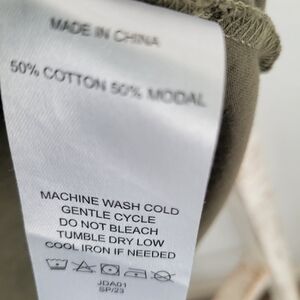 MADE IN CHINA
50% COTTON 50% MODAL
MACHINE WASH COLD
GENTLE CYCLE
DO NOT BLEACH
TUMBLE DRY LOW
COOL IRON IF NEEDED
JDA01
SP/23